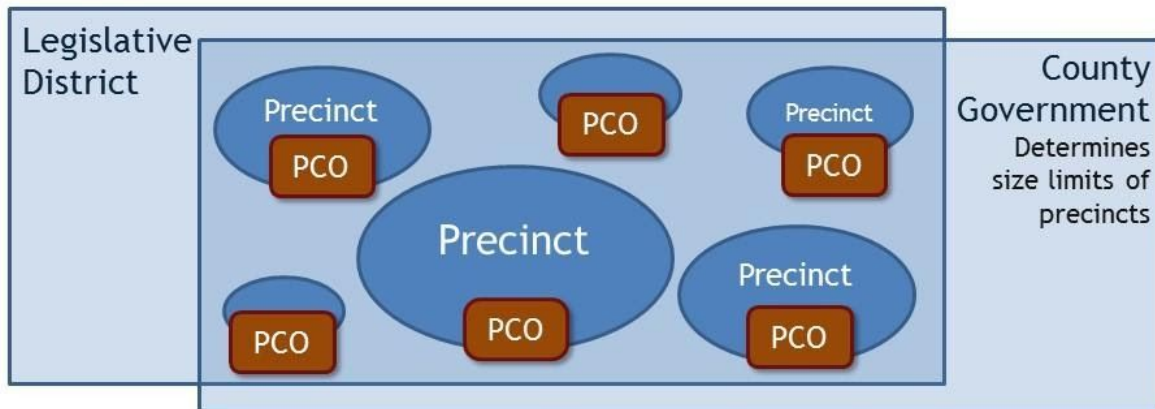 Legislative
District
County
Government
Determines
size limits of
precincts
Precinct
PCO
PCO
Precinct
PCO
Precinct
PCO
Precinct
PCO
PCO